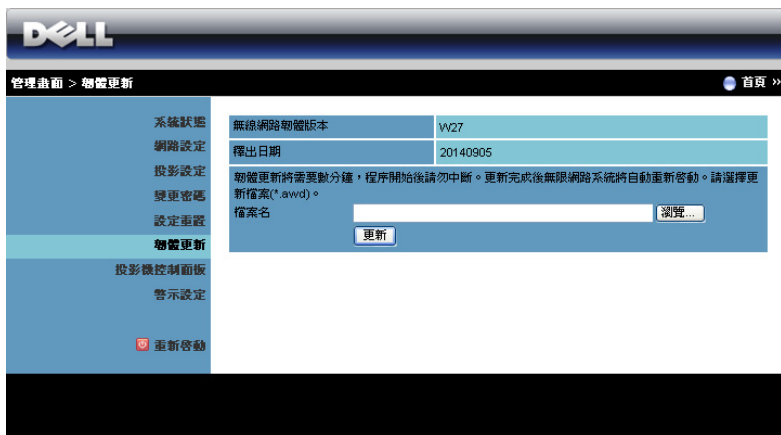 DELL
管理畫面 > 韌體更新
首頁 »
系統狀態
網路設定
投影設定
變更密碼
設定重置
韌體更新
投影機控制面板
警示設定
重新啓動
無線網路韌體版本
W27
釋出日期
20140905
韌體更新將需要數分鐘，程序開始後請勿中斷。更新完成後無限網路系統將自動重新啓動。請選擇更
新檔案(*.awd)。
檔案名
瀏覽...
更新